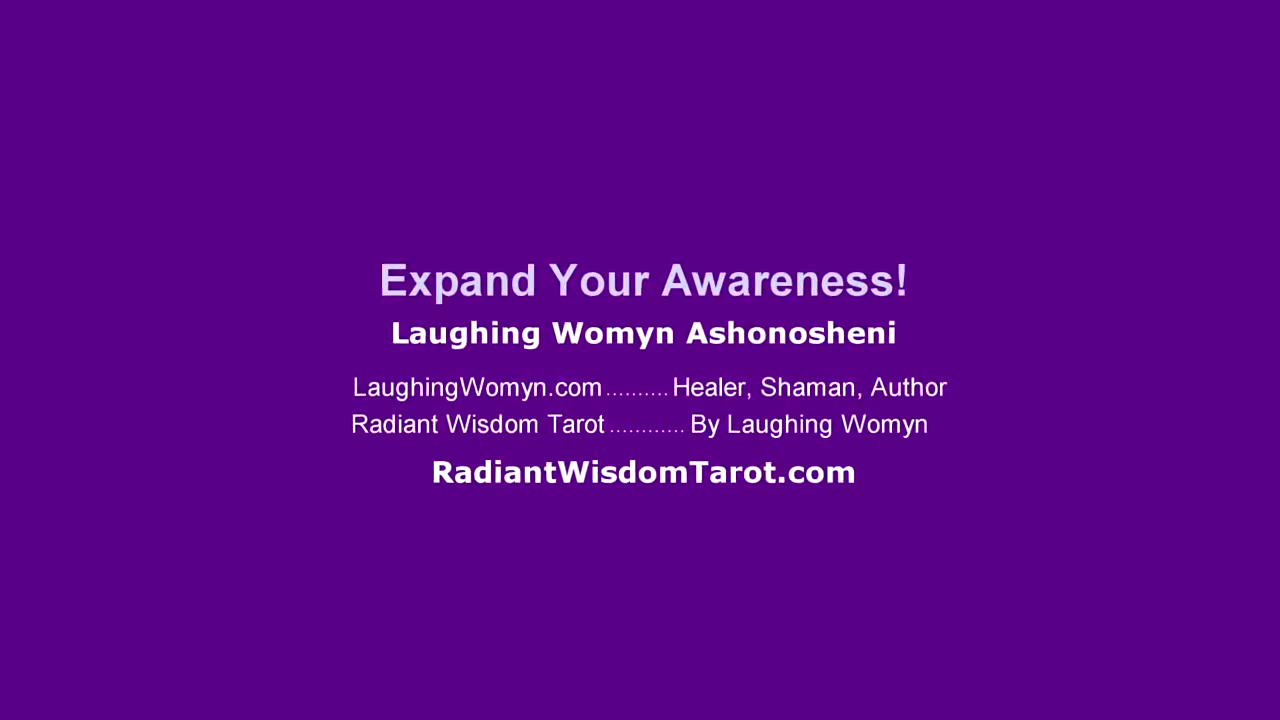 Expand Your Awareness!
Laughing Womyn Ashonosheni
LaughingWomyn.com..........Healer, Shaman, Author
Radiant Wisdom Tarot............By Laughing Womyn
RadiantWisdomTarot.com